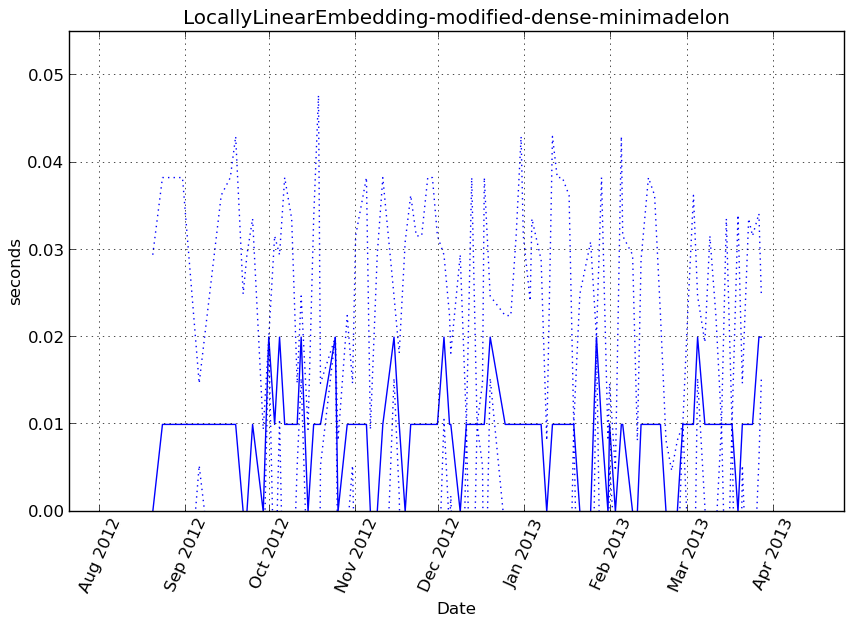 LocallyLinearEmbedding-modified-dense-minimadelon
0.05
0.04
0.03
0.02
0.01
0.00
seconds
Aug 2012
Sep 2012
Oct 2012
Nov 2012
Dec 2012
Jan 2013
Feb 2013
Mar 2013
Apr 2013
Date